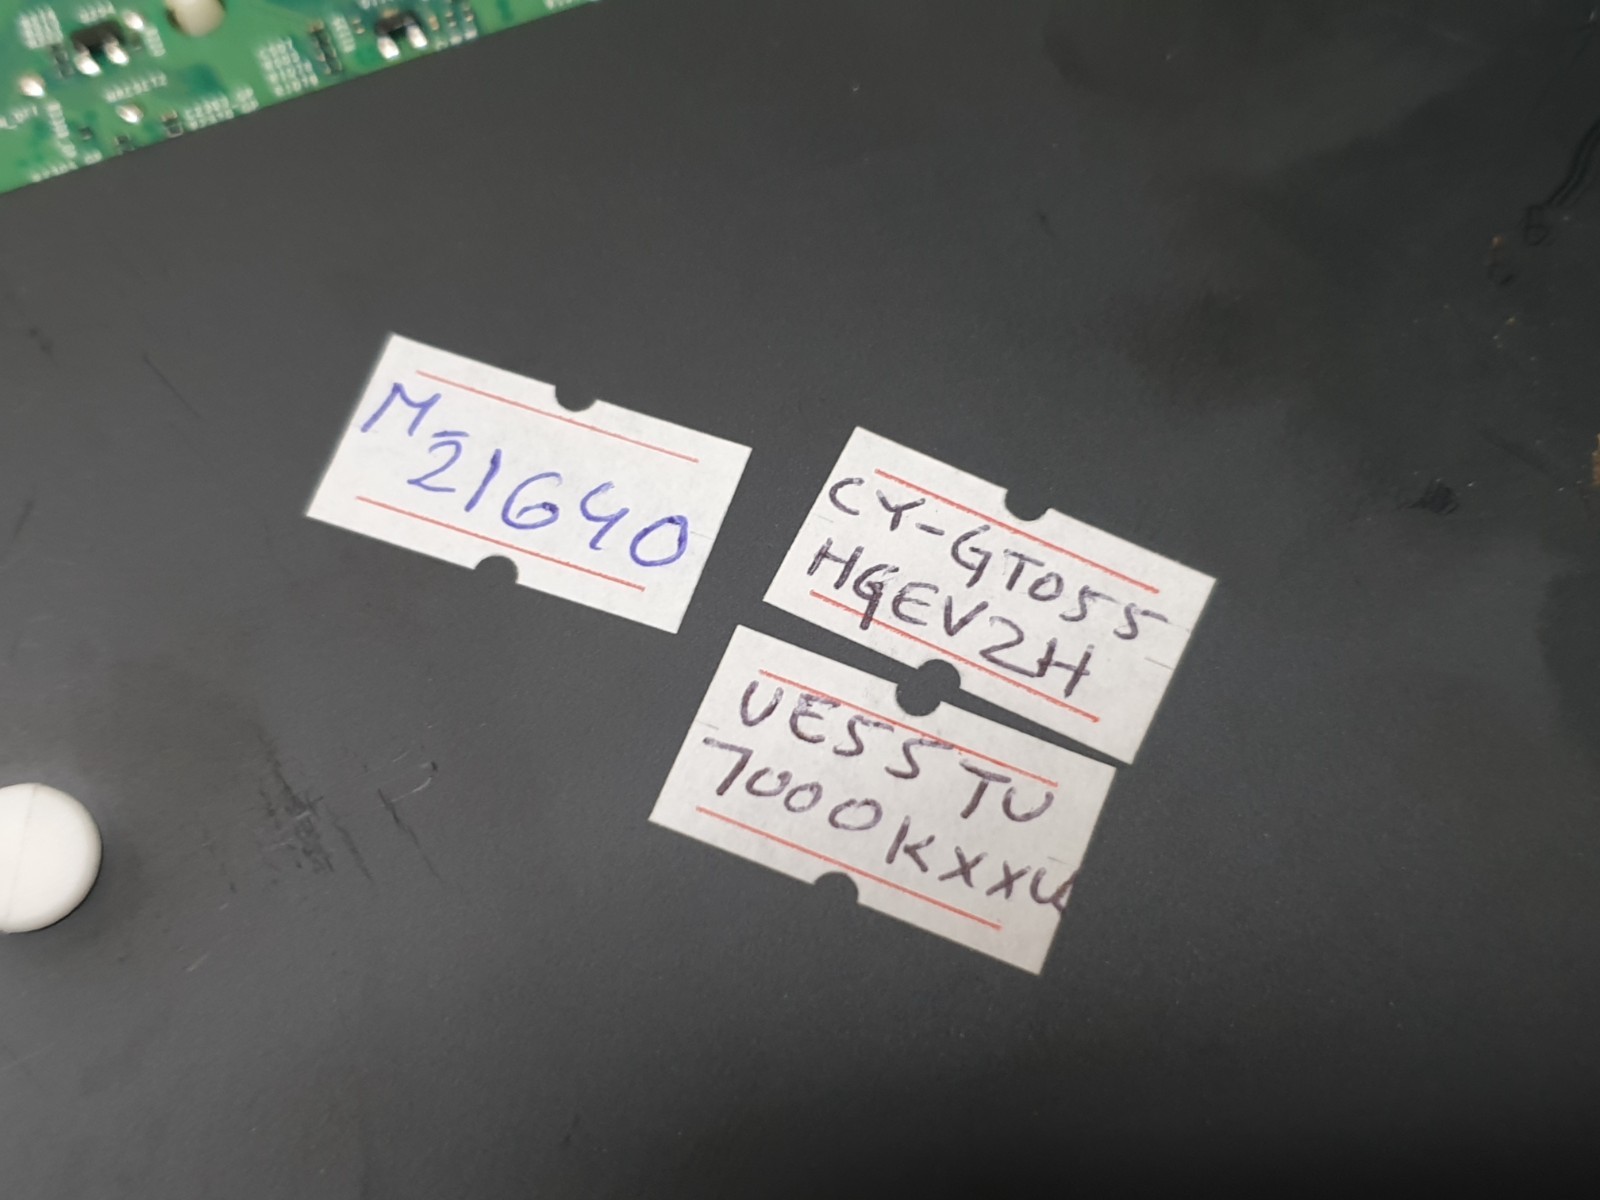 M-
21640
CY-GT055
HGEV2H
UE55TU
7000KXXU